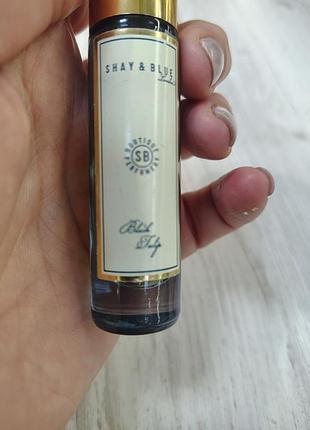 SHAY & BLUE
London
BOUTIQUE
SB
PERFUMERY
Black
Tulip